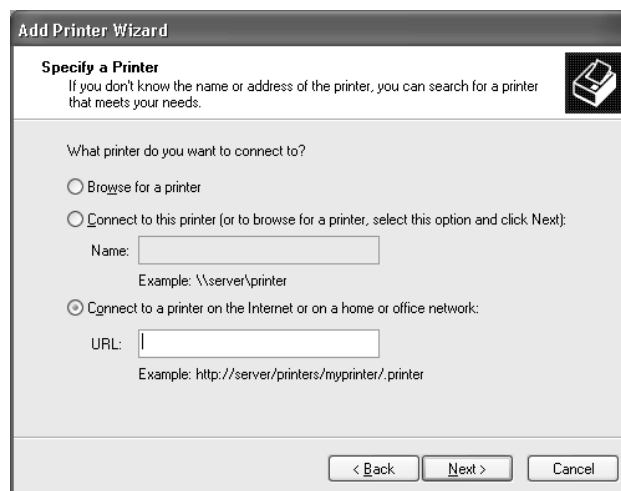 Add Printer Wizard
Specify a Printer
If you don't know the name or address of the printer, you can search for a printer
that meets your needs.
What printer do you want to connect to?
Browse for a printer
Connect to this printer (or to browse for a printer, select this option and click Next):
Name:
Example: \\server\printer
Connect to a printer on the Internet or on a home or office network:
URL:
Example: http://server/printers/myprinter/.printer
< Back Next > Cancel